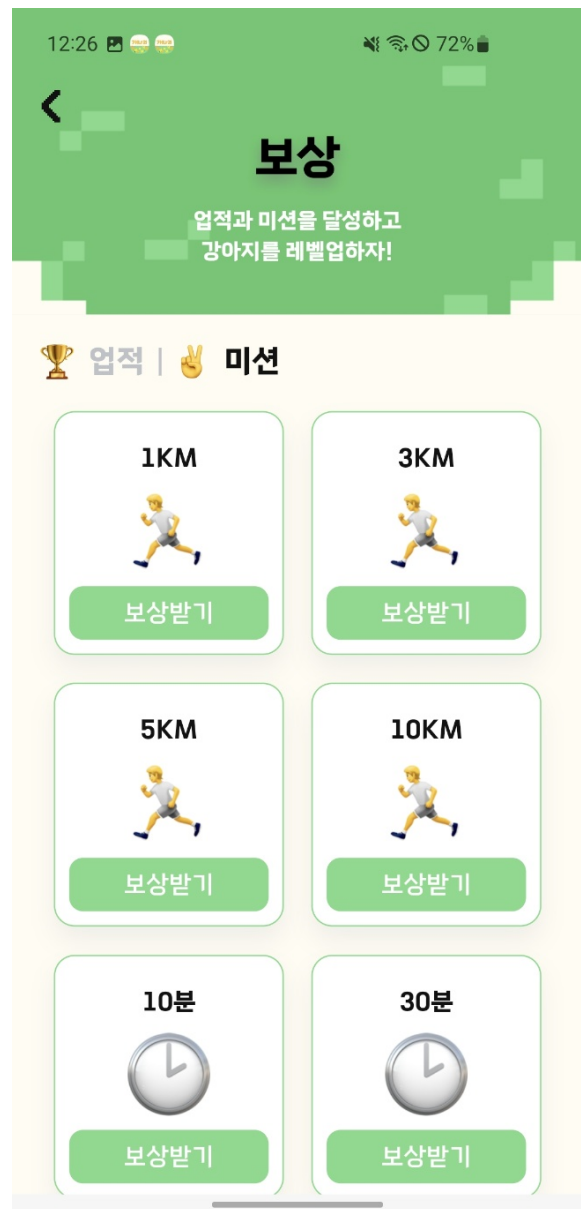 12:26 72%
보상
업적과 미션을 달성하고
강아지를 레벨업하자!
업적 | 미션
1KM 3KM
보상받기 보상받기
5KM 10KM
보상받기 보상받기
10분 30분
보상받기 보상받기